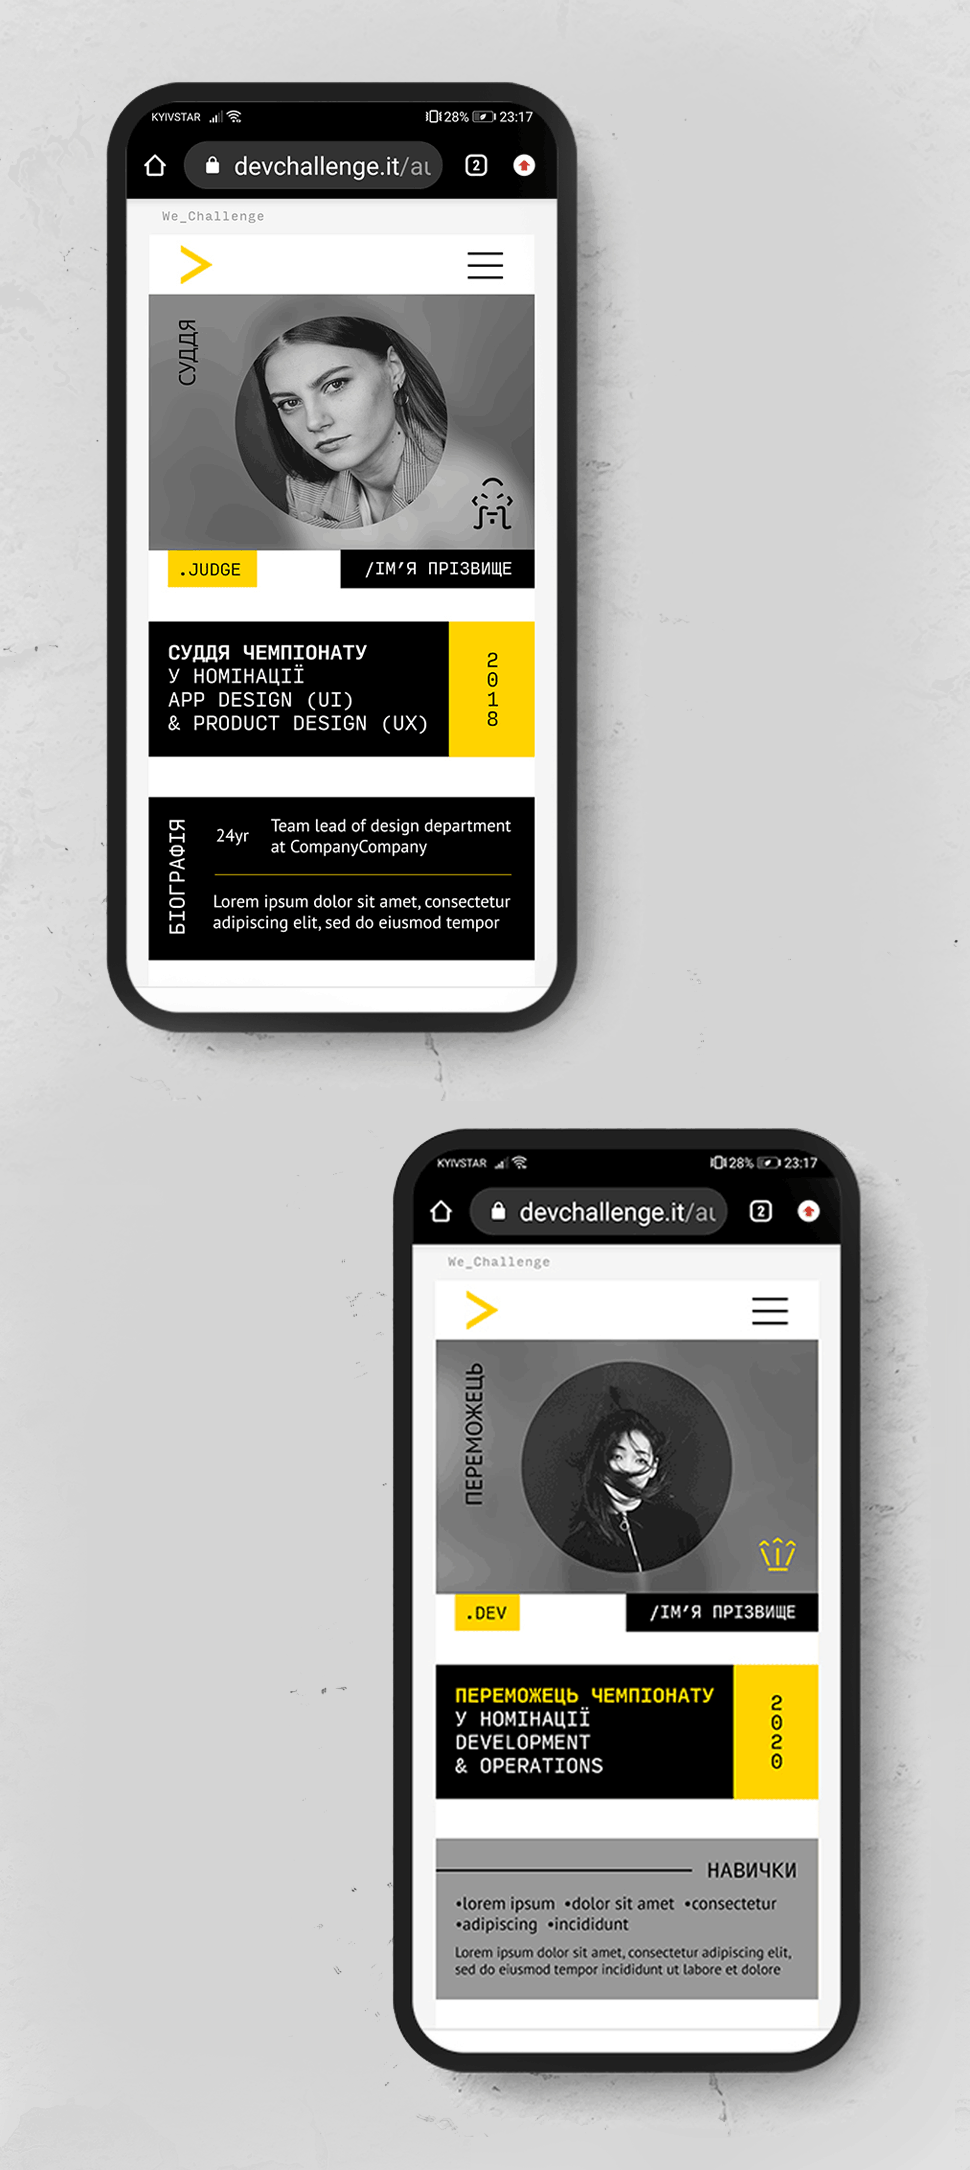 KYIVSTAR 28% 23:17
devchallenge.it/au 2
We_Challenge
СУДДЯ
.JUDGE /ІМ’Я ПРІЗВИЩЕ
СУДДЯ ЧЕМПІОНАТУ
У НОМІНАЦІЇ
APP DESIGN (UI)
& PRODUCT DESIGN (UX)
2018
БІОГРАФІЯ
24yr
Team lead of design department
at CompanyCompany
Lorem ipsum dolor sit amet, consectetur
adipiscing elit, sed do eiusmod tempor
KYIVSTAR 28% 23:17
devchallenge.it/au 2
We_Challenge
ПЕРЕМОЖЕЦЬ
.DEV /ІМ’Я ПРІЗВИЩЕ
ПЕРЕМОЖЕЦЬ ЧЕМПІОНАТУ
У НОМІНАЦІЇ
DEVELOPMENT
& OPERATIONS
2020
НАВИЧКИ
•lorem ipsum •dolor sit amet •consectetur
•adipiscing •incididunt
Lorem ipsum dolor sit amet, consectetur adipiscing elit,
sed do eiusmod tempor incididunt ut labore et dolore